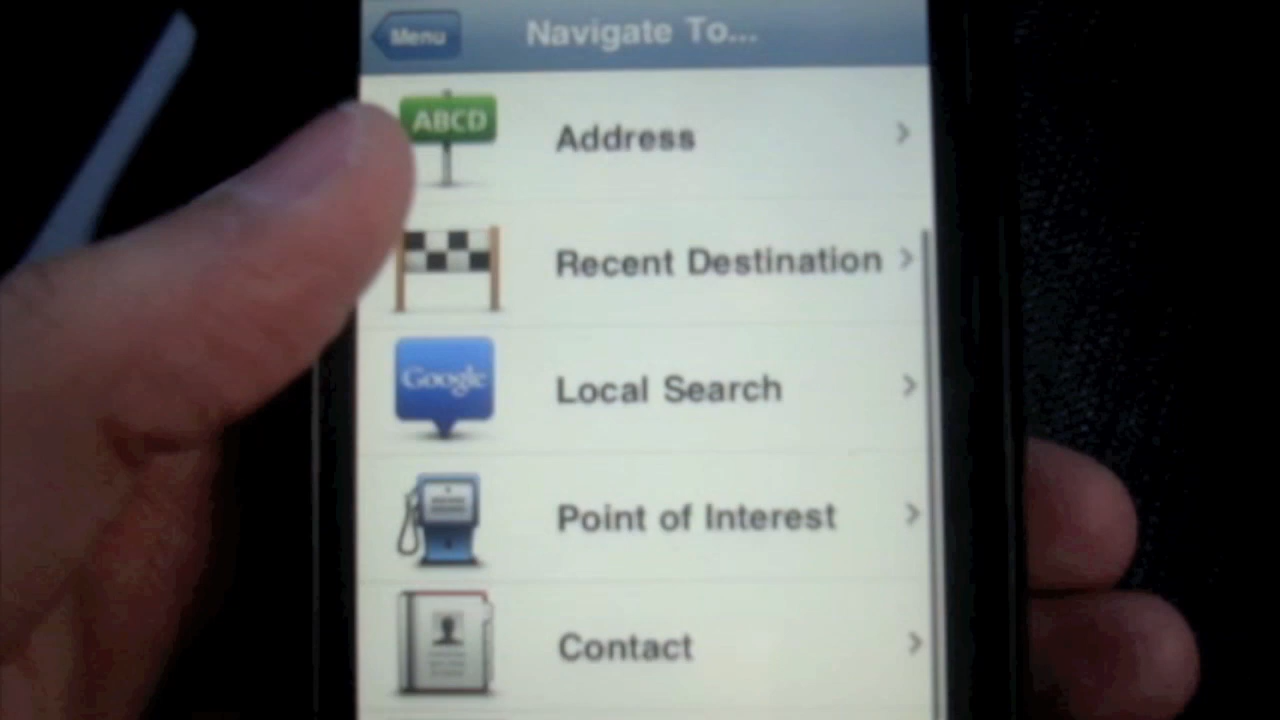 Menu
Navigate To...
ABCD
Address
Recent Destination
Google
Local Search
Point of Interest
Contact